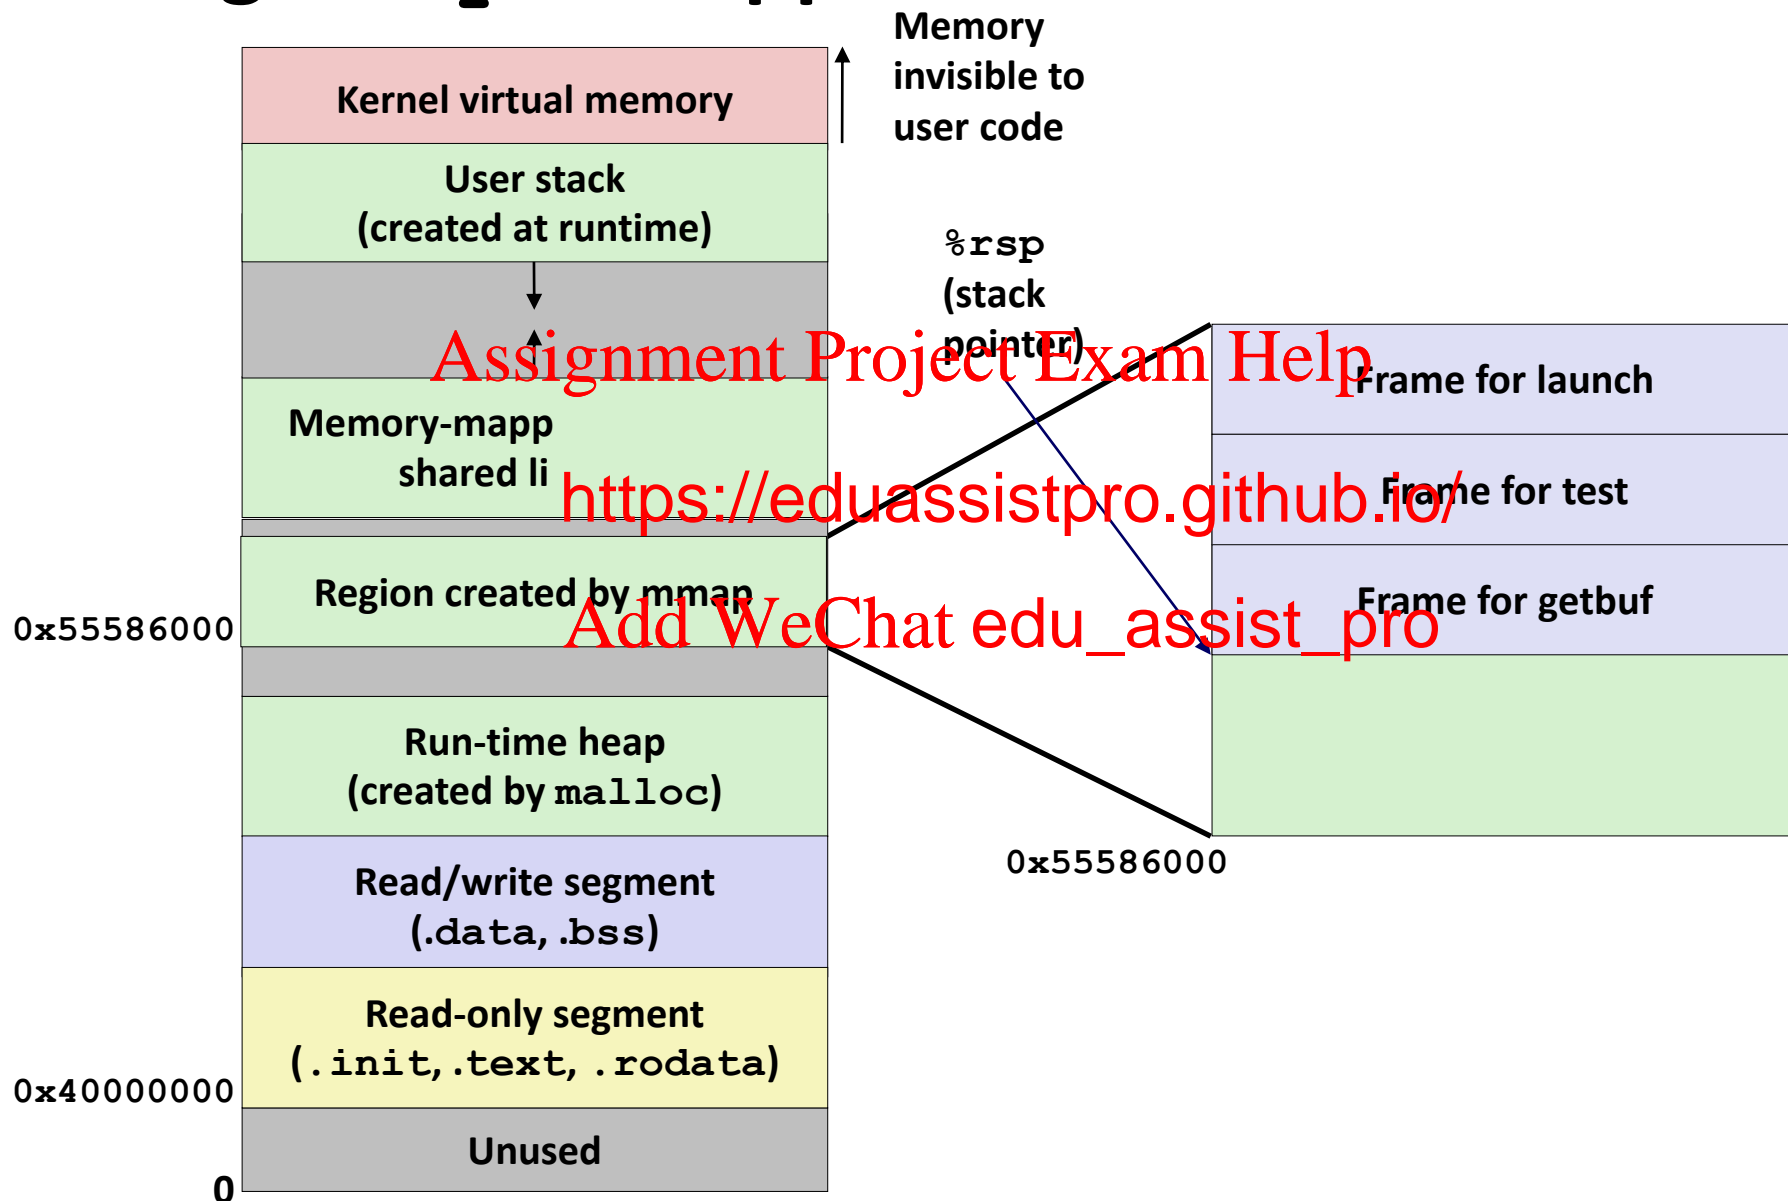 Memory
invisible to
user code
Kernel virtual memory
User stack
(created at runtime)
%rsp
(stack
pointer)
Assignment Project Exam Help
Frame for launch
Memory-mapp
shared li
https://eduassistpro.github.io/
Frame for test
Region created by mmap
Frame for getbuf
Add WeChat edu_assist_pro
0x55586000
Run-time heap
(created by malloc)
0x55586000
Read/write segment
(.data, .bss)
Read-only segment
(.init, .text, .rodata)
0x40000000
Unused
0